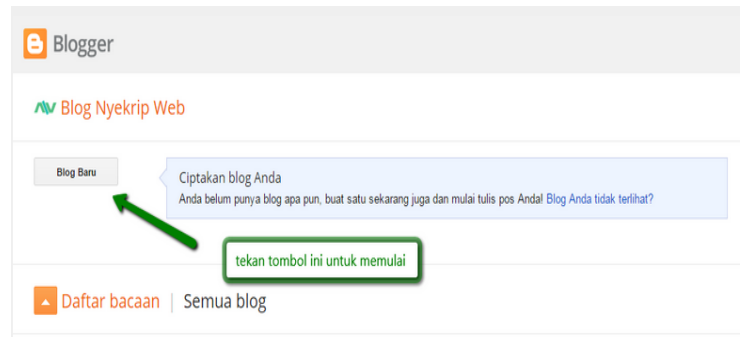 Blogger
Blog Nyekrip Web
Blog Baru
Ciptakan blog Anda
Anda belum punya blog apa pun, buat satu sekarang juga dan mulai tulis pos Anda! Blog Anda tidak terlihat?
tekan tombol ini untuk memulai
Daftar bacaan | Semua blog